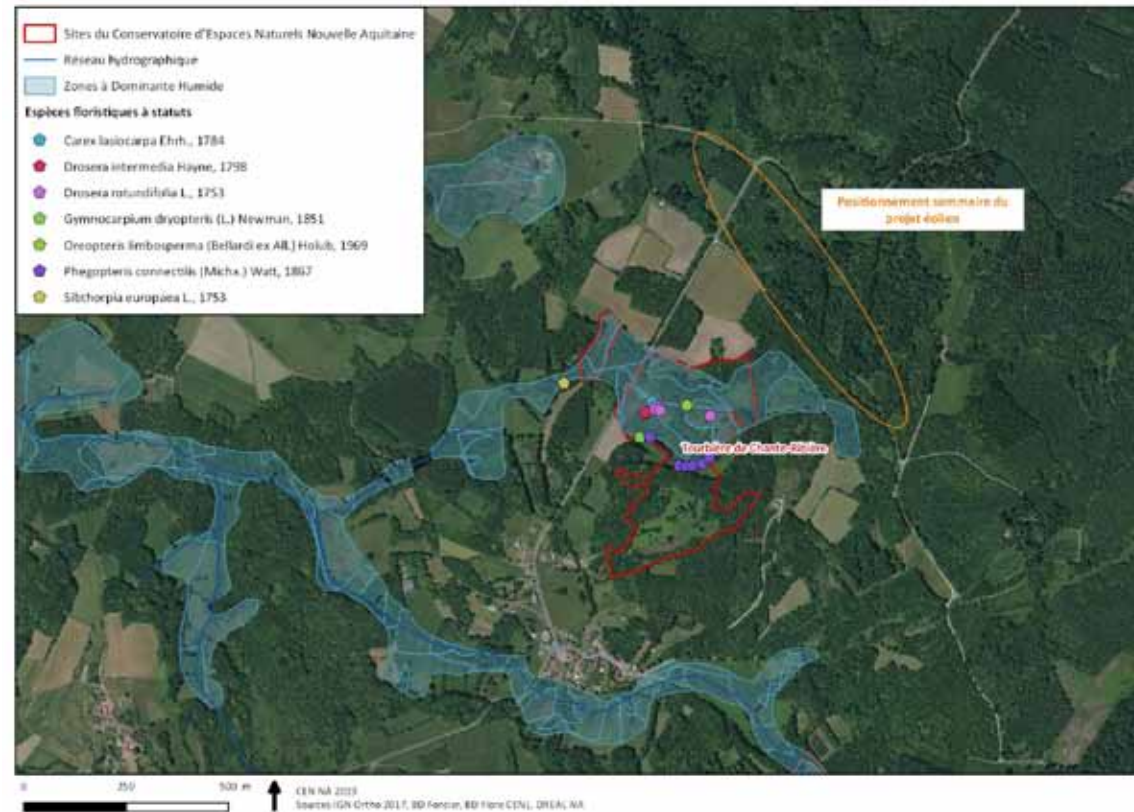 Sites du Conservatoire d'Espaces Naturels Nouvelle Aquitaine
Réseau hydrographique
Zones à Dominante Humide
Espèces floristiques à statuts
Carex lasiocarpa Ehrh., 1784
Drosera intermedia Hayne, 1798
Drosera rotundifolia L., 1753
Gymnocarpium dryopteris (L.) Newman, 1851
Oreopteris limbosperma (Bellardi ex All.) Holub, 1969
Phegopteris connectilis (Michx.) Watt, 1867
Sibthorpia europaea L., 1753
Positionnement sommaire du
projet éolien
Tourbière de Chante-Ribière
0 250 500 m
CEN NA 2019
Sources IGN Ortho 2017, BD Foncier, BD Flore CENL, DREAL NA